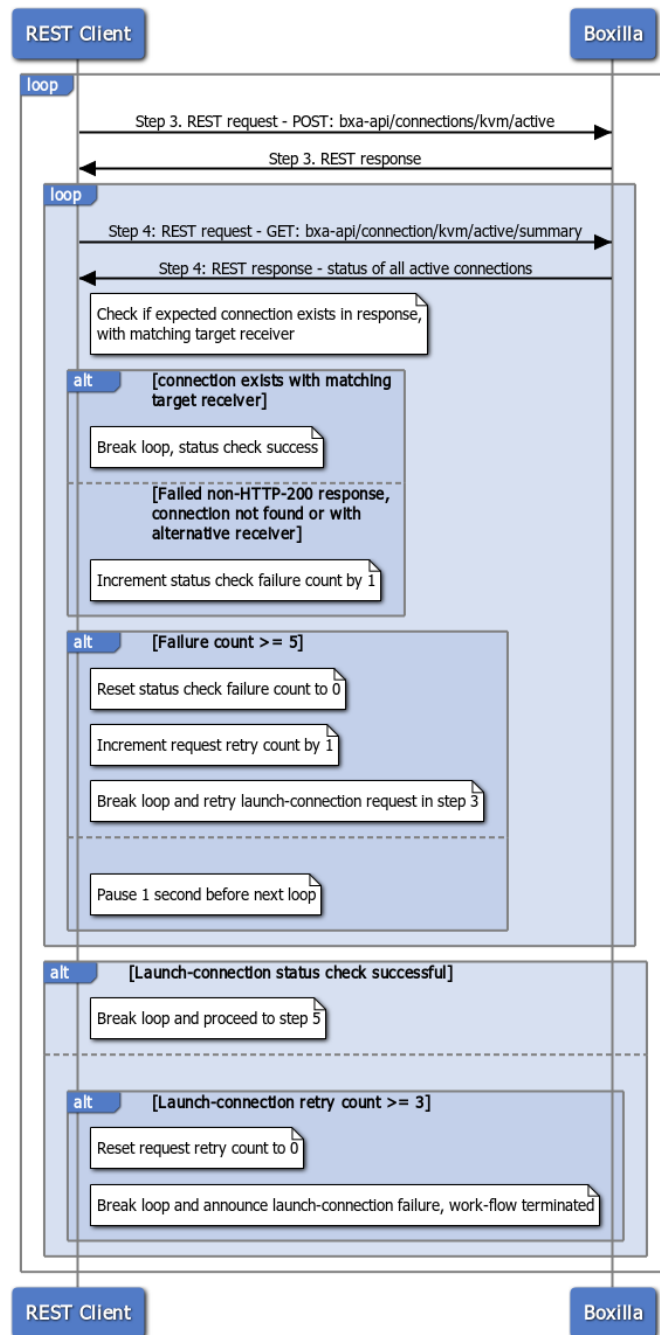 REST Client
Boxilla
loop
Step 3. REST request - POST: bxa-api/connections/kvm/active
Step 3. REST response
loop
Step 4: REST request - GET: bxa-api/connection/kvm/active/summary
Step 4: REST response - status of all active connections
Check if expected connection exists in response,
with matching target receiver
alt
[connection exists with matching
target receiver]
Break loop, status check success
[Failed non-HTTP-200 response,
connection not found or with
alternative receiver]
Increment status check failure count by 1
alt
[Failure count >= 5]
Reset status check failure count to 0
Increment request retry count by 1
Break loop and retry launch-connection request in step 3
Pause 1 second before next loop
alt
[Launch-connection status check successful]
Break loop and proceed to step 5
alt
[Launch-connection retry count >= 3]
Reset request retry count to 0
Break loop and announce launch-connection failure, work-flow terminated
REST Client
Boxilla